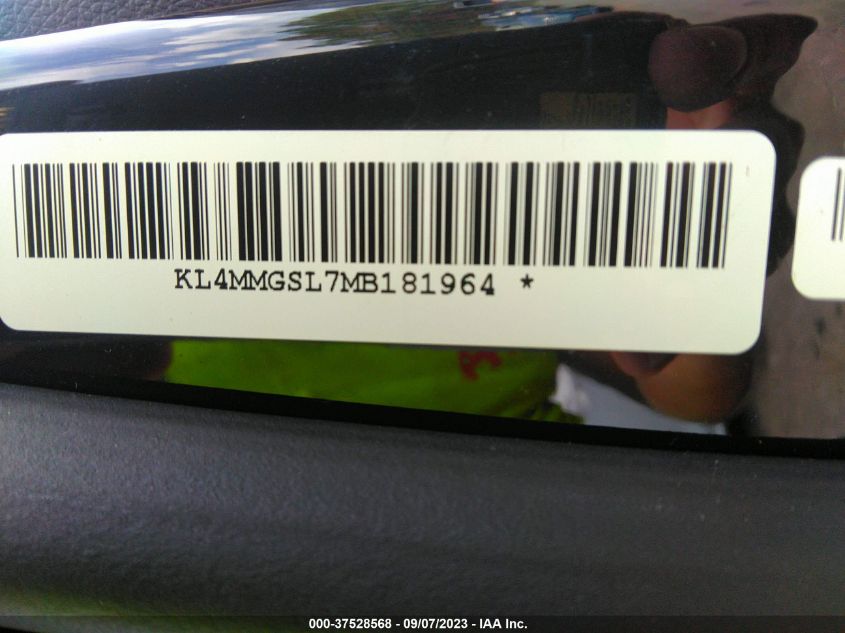 KL4MMGSL7MB181964 *
000-37528568 - 09/07/2023 - IAA Inc.